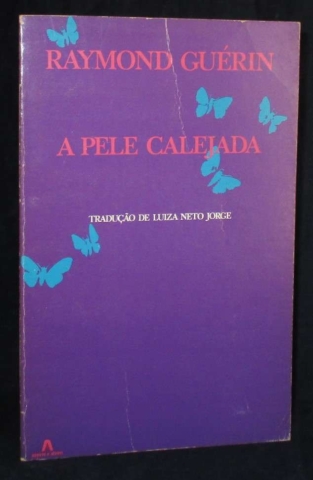 RAYMOND GUÉRIN
A PELE CALEJADA
TRADUÇÃO DE LUIZA NETO JORGE